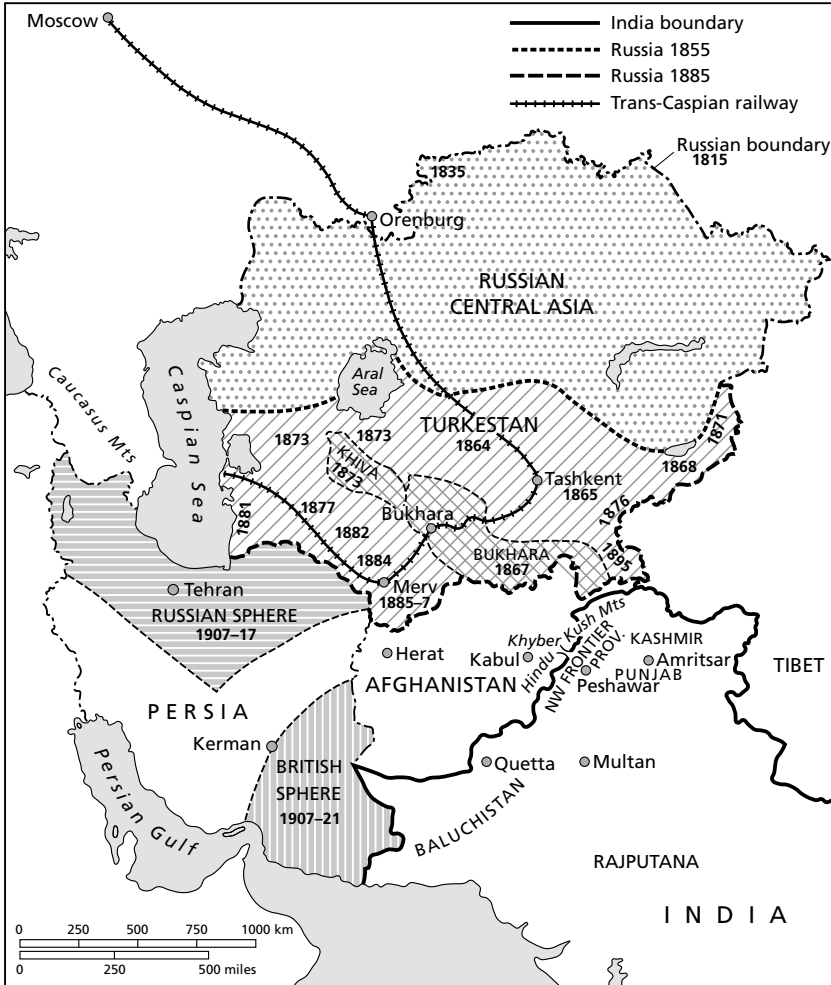 Moscow
India boundary
Russia 1855
Russia 1885
Trans-Caspian railway
Russian boundary
1815
1835
Orenburg
RUSSIAN
CENTRAL ASIA
Caucasus Mts
Caspian Sea
Aral
Sea
TURKESTAN
1864
1873
1873
KHIVA
1873
1871
1868
Tashkent
1865
1876
1881
1877
1882
Bukhara
1884
BUKHARA
1867
1895
Merv
1885–7
Tehran
RUSSIAN SPHERE
1907–17
Herat
Kabul
Khyber
Hindu Kush Mts
NW FRONTIER
PROV.
KASHMIR
Amritsar
PUNJAB
Peshawar
TIBET
AFGHANISTAN
PERSIA
Kerman
BRITISH
SPHERE
1907–21
Quetta
Multan
BALUCHISTAN
Persian Gulf
RAJPUTANA
INDIA
0 250 500 750 1000 km
0 250 500 miles